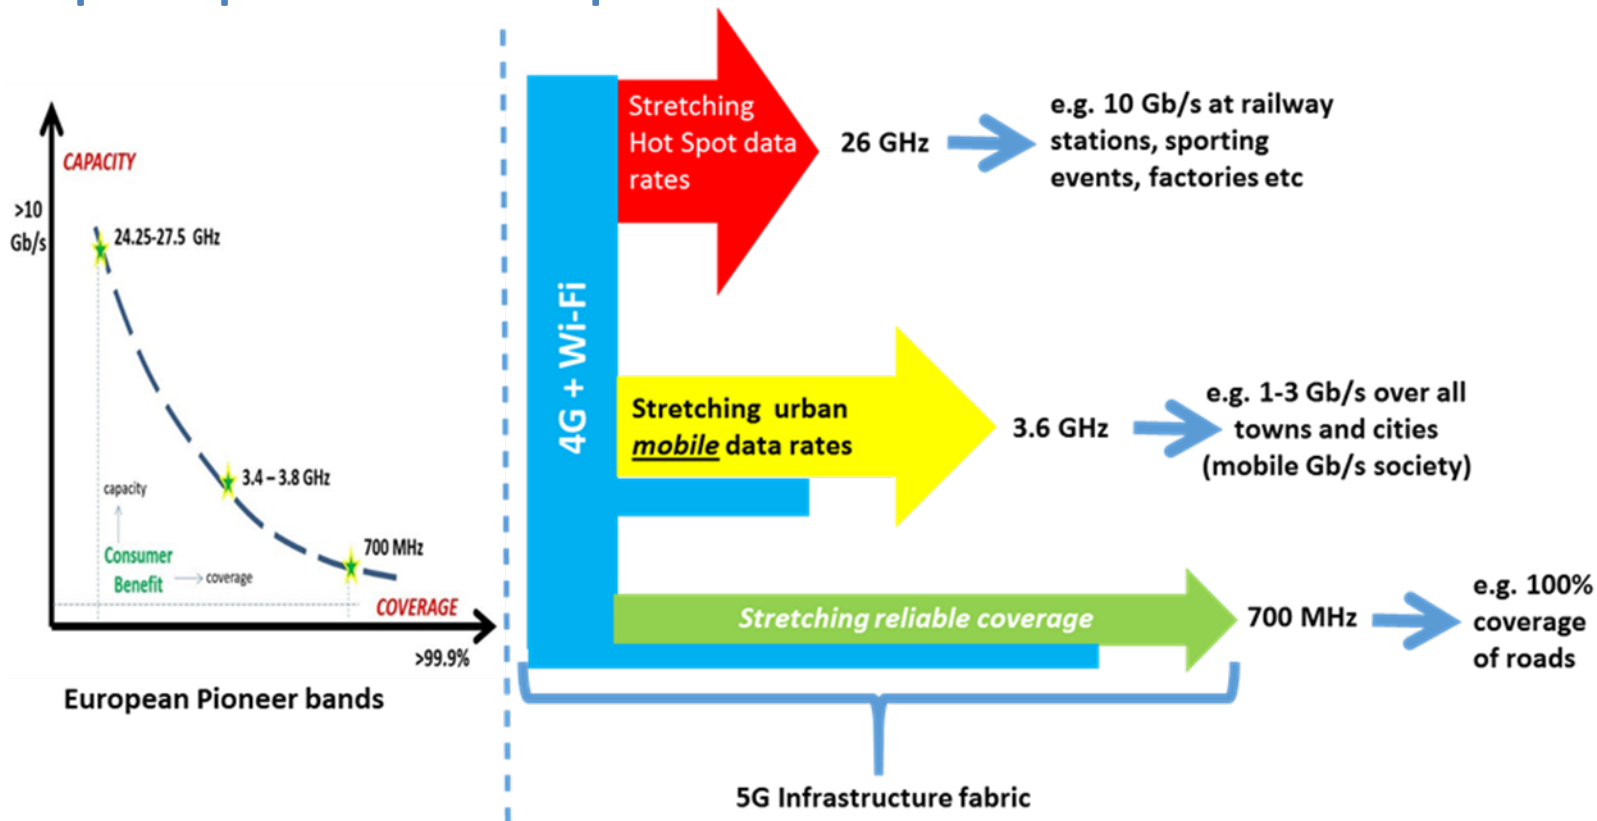 CAPACITY
>10
Gb/s
24.25-27.5 GHz
3.4 – 3.8 GHz
capacity
Consumer
Benefit
coverage
700 MHz
COVERAGE
>99.9%
European Pioneer bands
4G + Wi-Fi
Stretching
Hot Spot data
rates
26 GHz
e.g. 10 Gb/s at railway
stations, sporting
events, factories etc
Stretching urban
mobile data rates
3.6 GHz
e.g. 1-3 Gb/s over all
towns and cities
(mobile Gb/s society)
Stretching reliable coverage
700 MHz
e.g. 100%
coverage
of roads
5G Infrastructure fabric